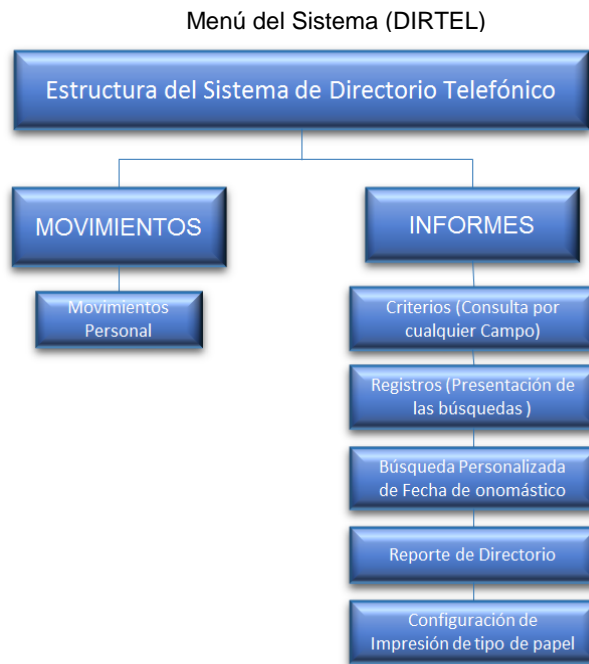 Menú del Sistema (DIRTEL)
Estructura del Sistema de Directorio Telefónico
MOVIMIENTOS
Movimientos
Personal
INFORMES
Criterios (Consulta por
cualquier Campo)
Registros (Presentación de
las búsquedas )
Búsqueda Personalizada
de Fecha de onomástico
Reporte de Directorio
Configuración de
Impresión de tipo de papel